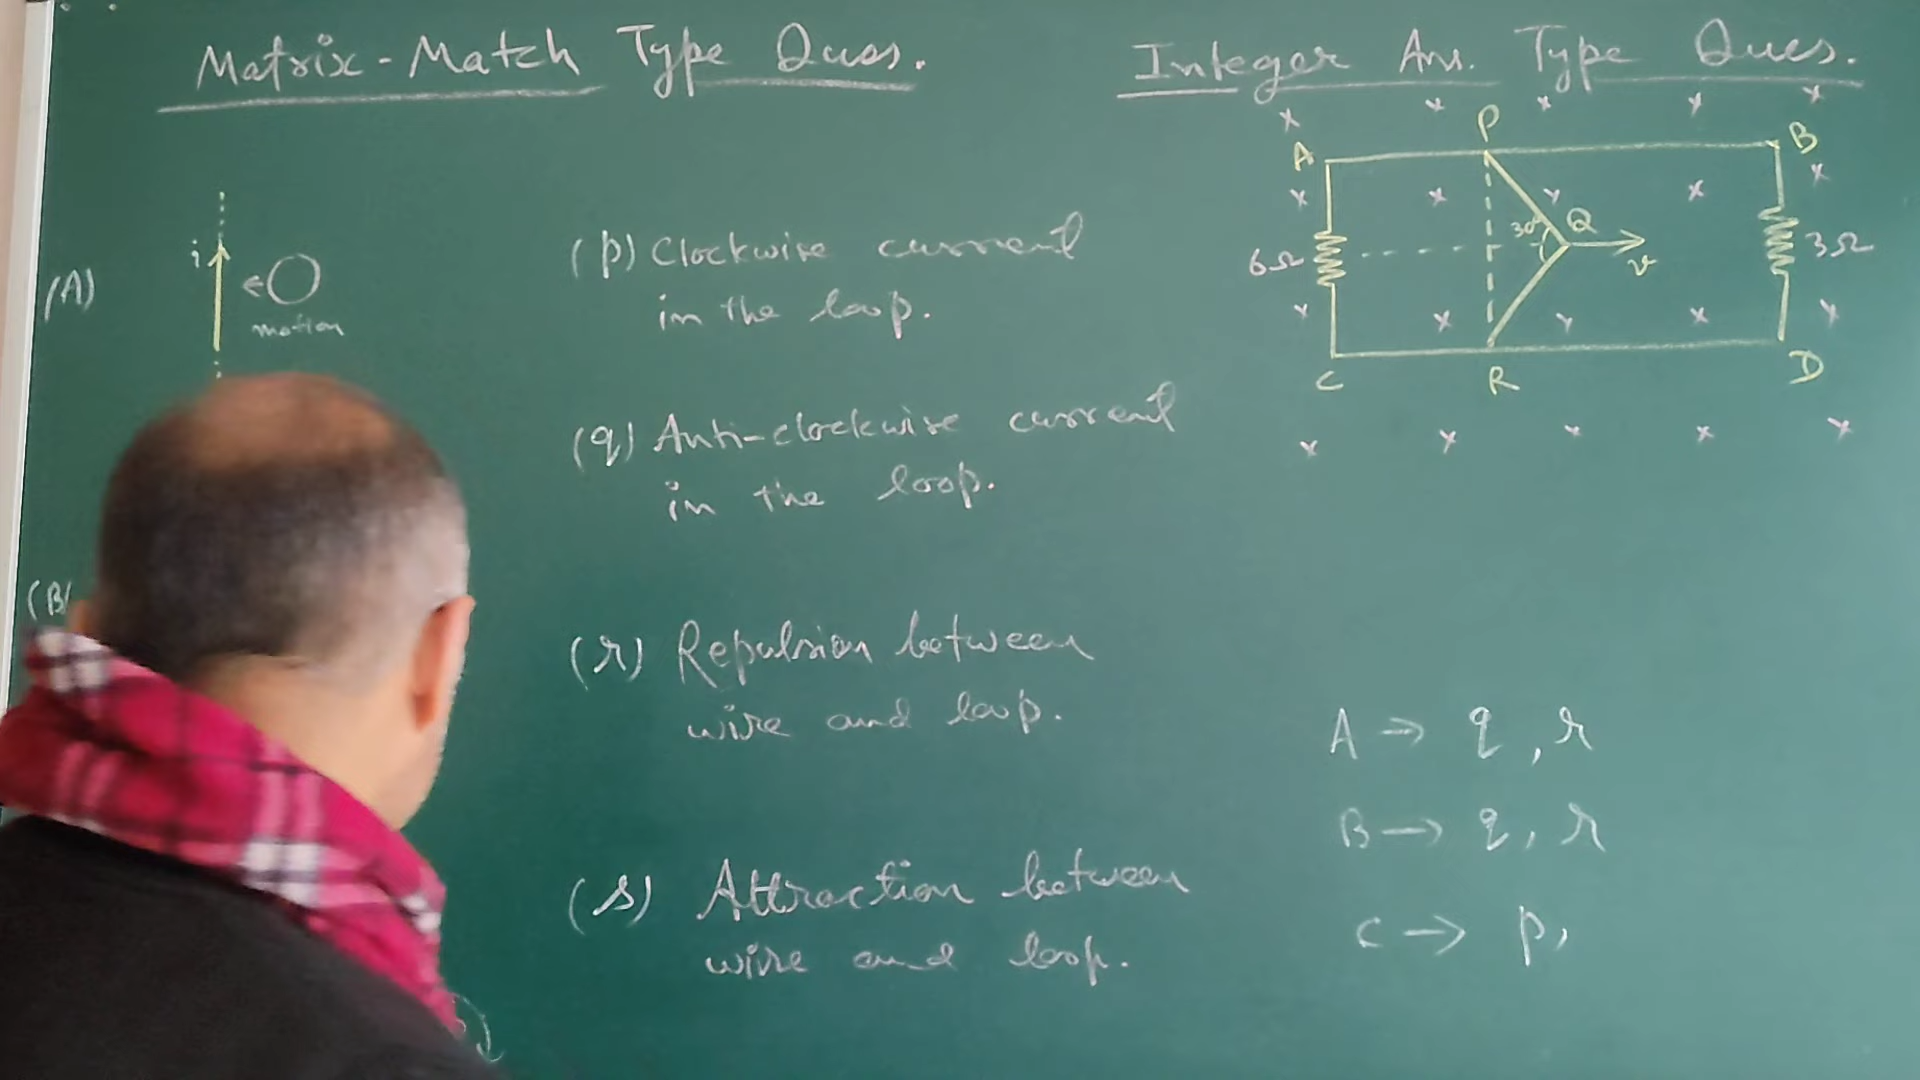 Matrix-Match Type Ques.
(A)
i
motion
(B)
(p) Clockwise current
in the loop.
(q) Anti-clockwise current
in the loop.
(r) Repulsion between
wire and loop.
(s) Attraction between
wire and loop.
Integer Ans. Type Ques.
P
A
B
30°
Q
6Ω
v
3Ω
C
R
D
A → q, r
B → q, r
C → p,